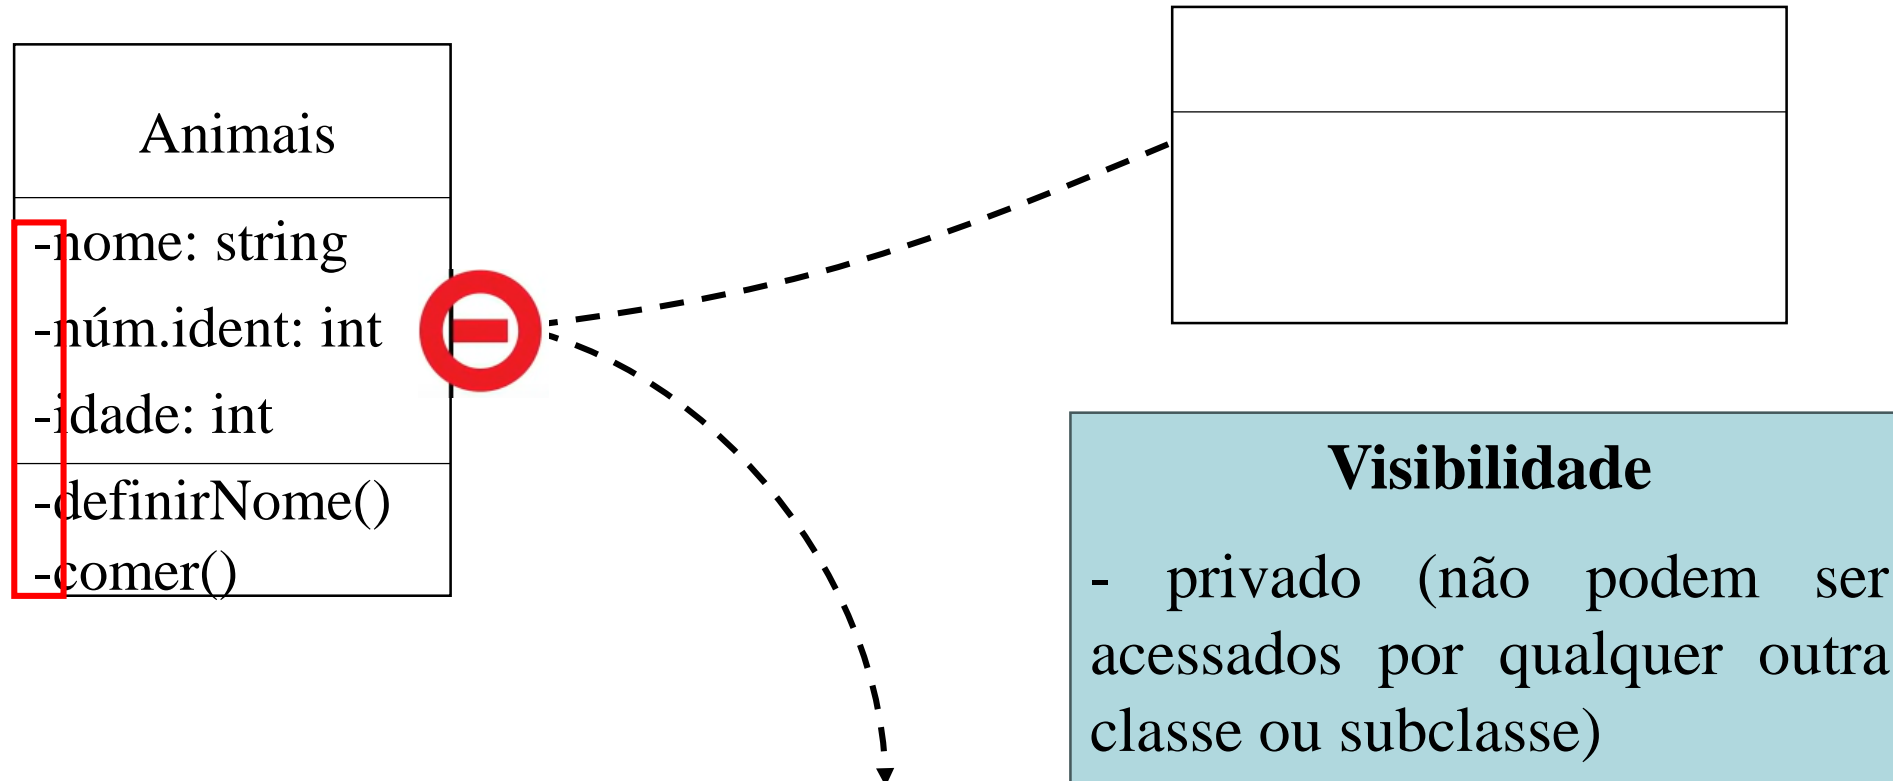 Animais
-nome: string
-núm.ident: int
-idade: int
-definirNome()
-comer()
Visibilidade
- privado (não podem ser
acessados por qualquer outra
classe ou subclasse)